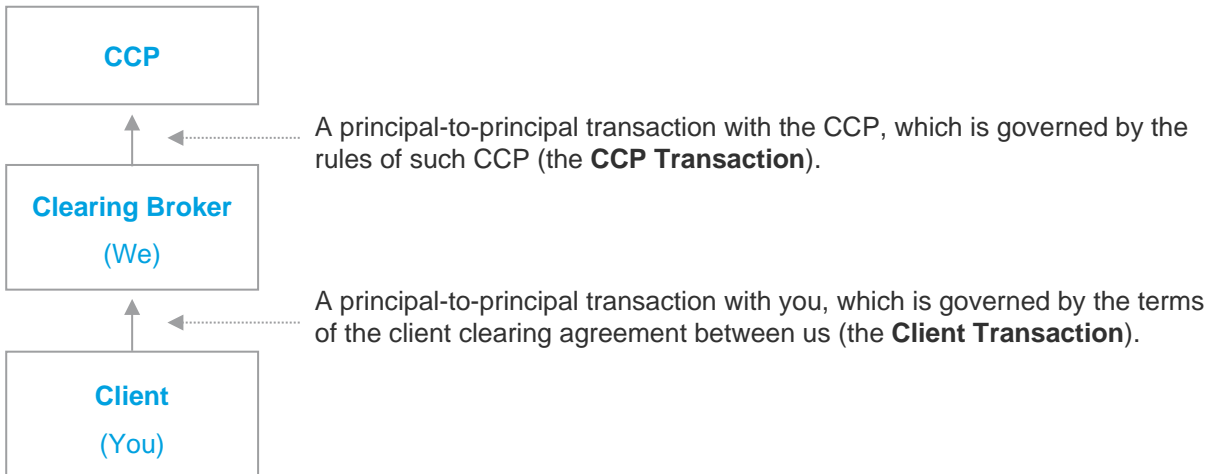 CCP
A principal-to-principal transaction with the CCP, which is governed by the
rules of such CCP (the CCP Transaction).
Clearing Broker
(We)
A principal-to-principal transaction with you, which is governed by the terms
of the client clearing agreement between us (the Client Transaction).
Client
(You)